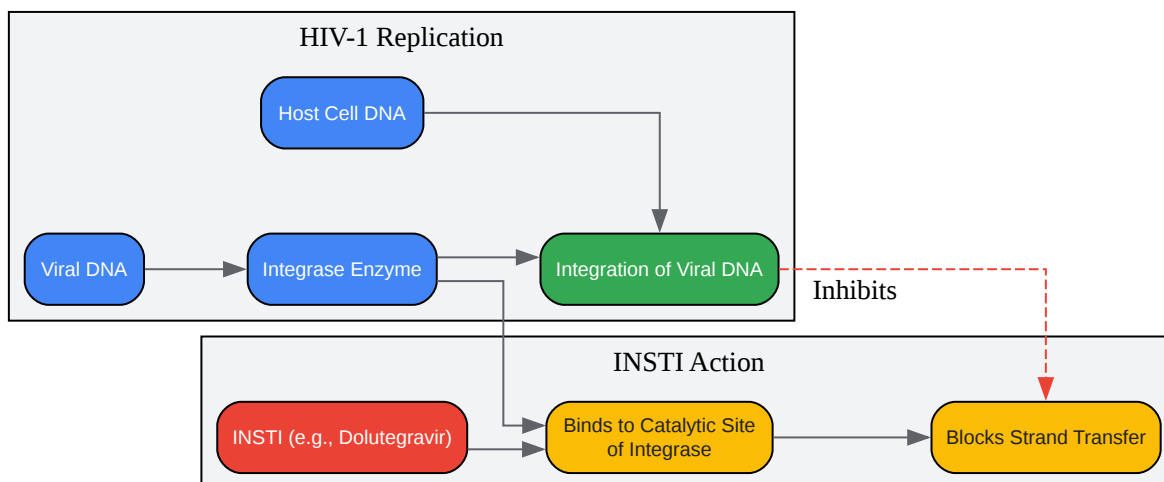 HIV-1 Replication
Host Cell DNA
Viral DNA
Integrase Enzyme
Integration of Viral DNA
Inhibits
INSTI Action
INSTI (e.g., Dolutegravir)
Binds to Catalytic Site
of Integrase
Blocks Strand Transfer